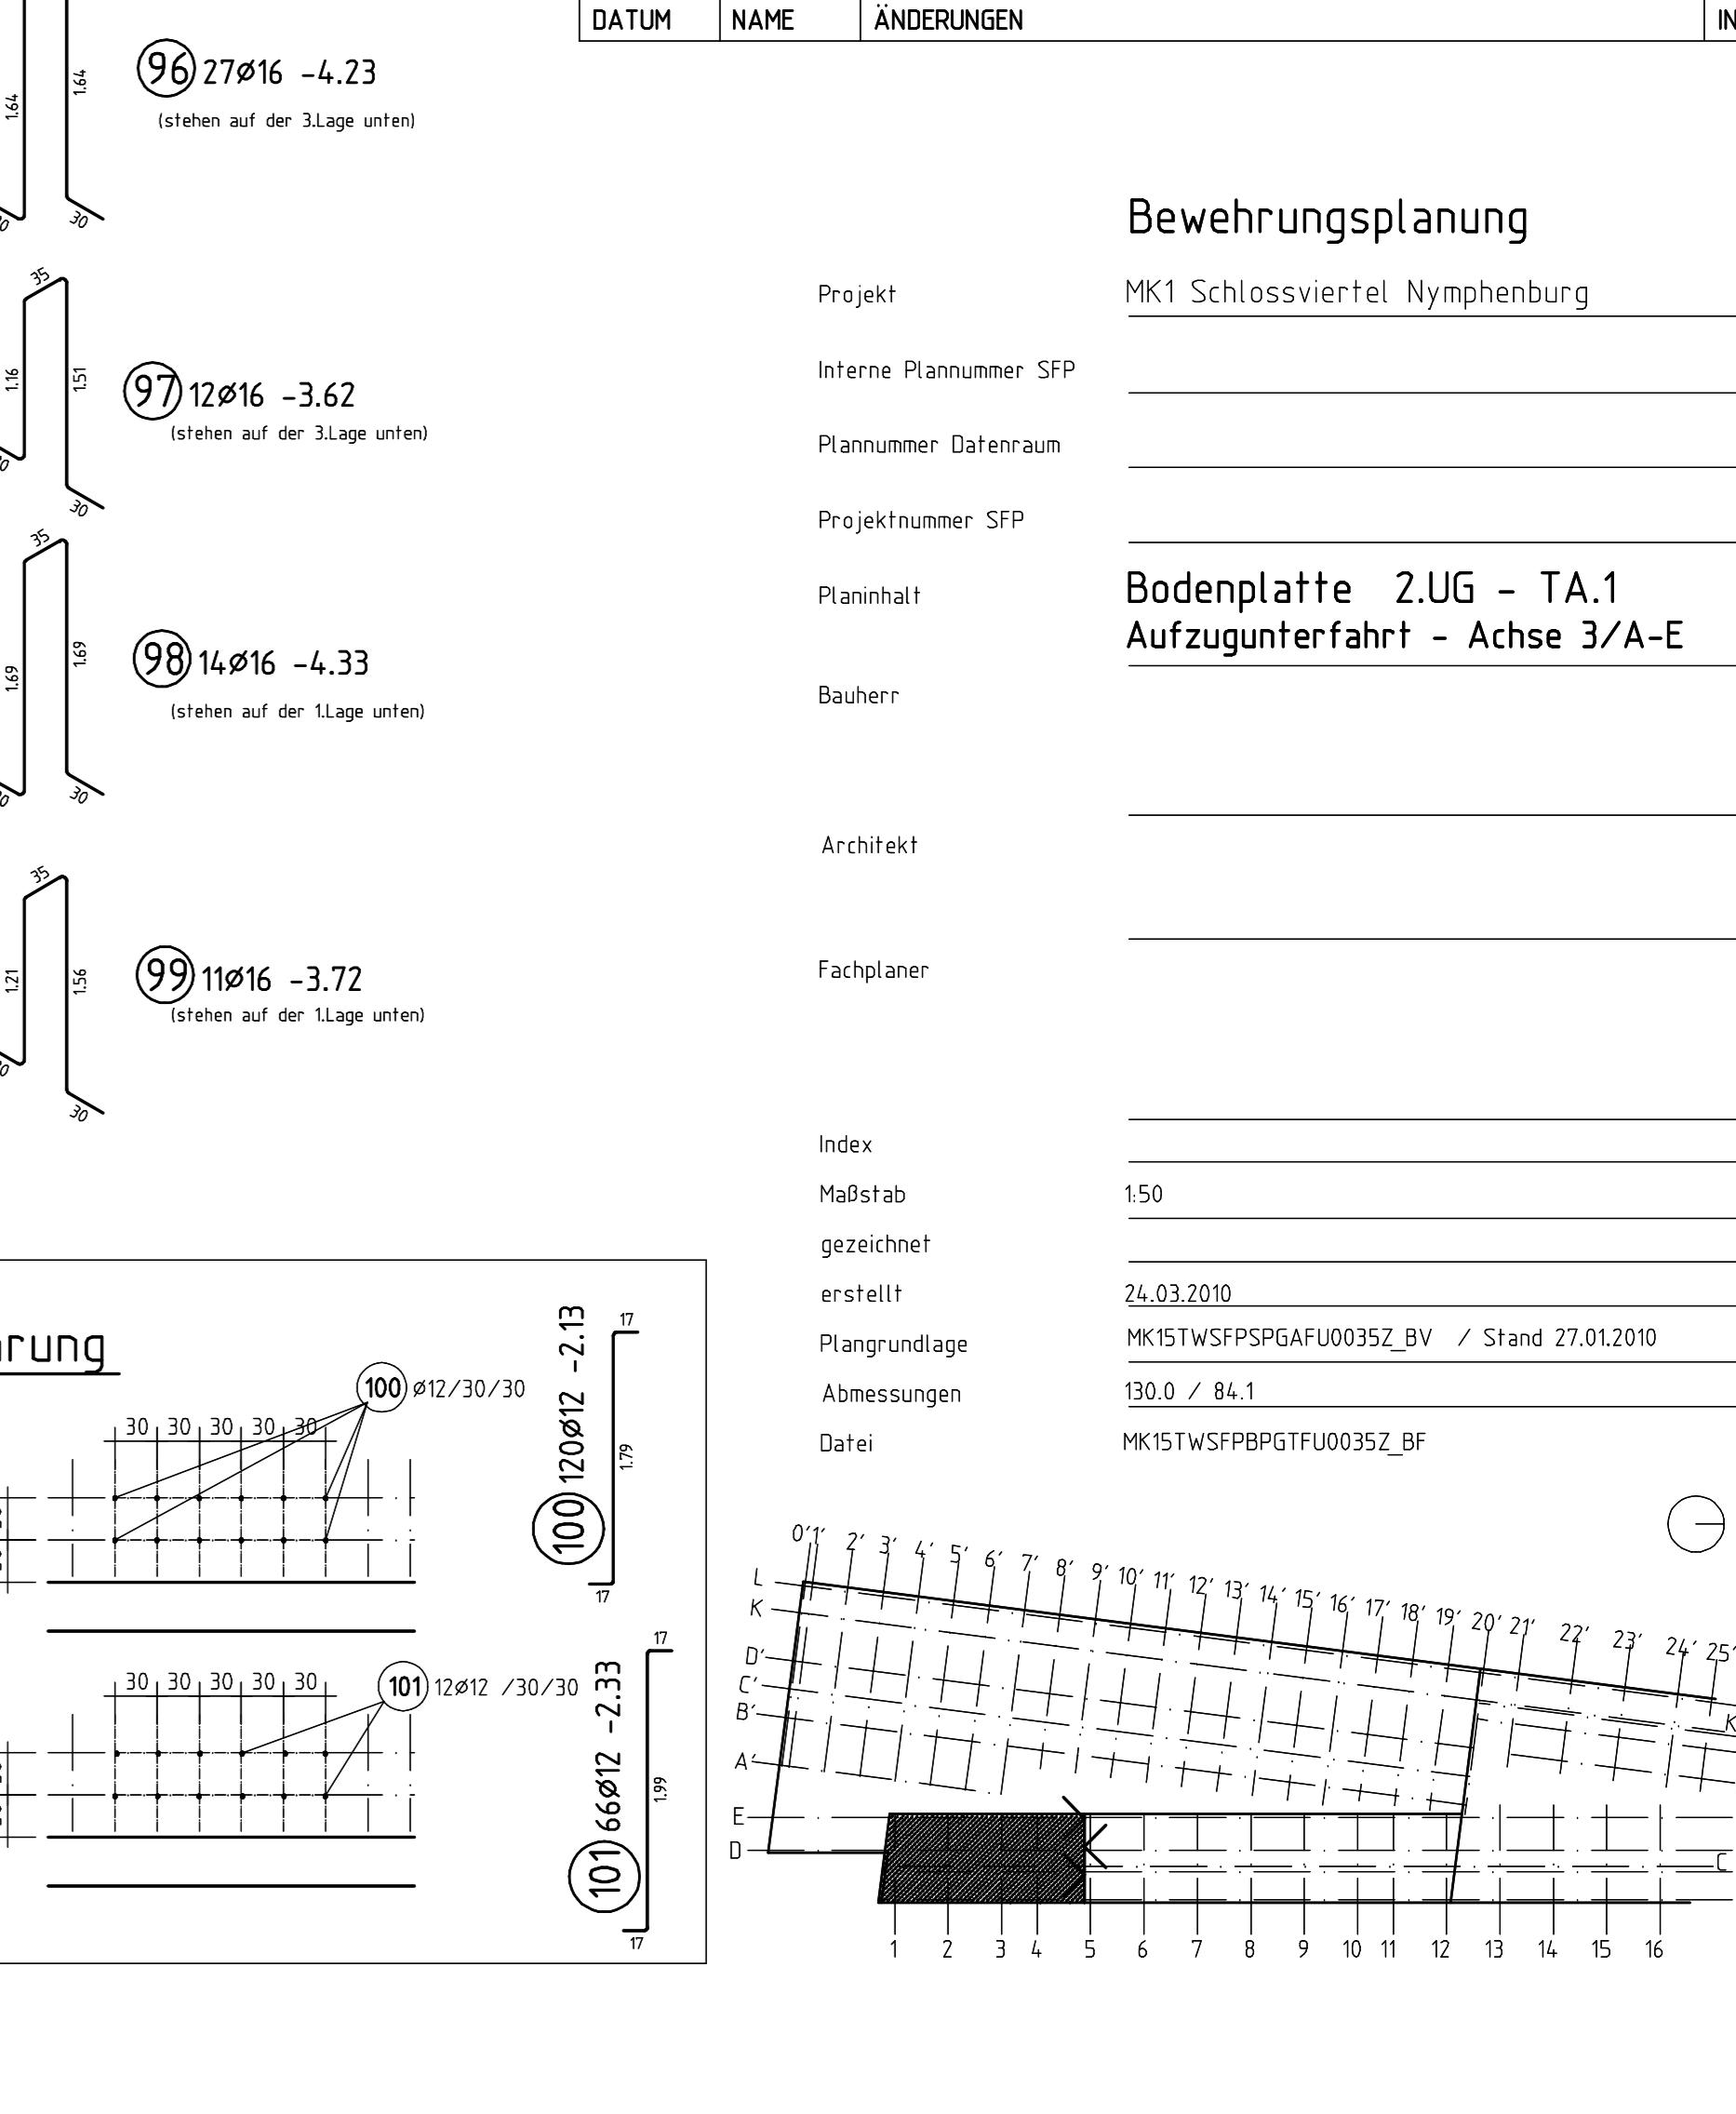 DATUM NAME ÄNDERUNGEN
1.64 1.64
96 27ø16 -4.23
(stehen auf der 3.Lage unten)
30
35
1.16 1.51
97 12ø16 -3.62
(stehen auf der 3.Lage unten)
30
35
1.69 1.69
98 14ø16 -4.33
(stehen auf der 1.Lage unten)
30
35
1.21 1.56
99 11ø16 -3.72
(stehen auf der 1.Lage unten)
30
Bewehrungsplanung
Projekt MK1 Schlossviertel Nymphenburg
Interne Plannummer SFP
Plannummer Datenraum
Projektnummer SFP
Planinhalt Bodenplatte 2.UG - TA.1
Aufzugunterfahrt - Achse 3/A-E
Bauherr
Architekt
Fachplaner
Index
Maßstab 1:50
gezeichnet
erstellt 24.03.2010
Plangrundlage MK15TWSFPSPGAFU0035Z_BV / Stand 27.01.2010
Abmessungen 130.0 / 84.1
Datei MK15TWSFPBPGTFU0035Z_BF
100 ø12/30/30
30 30 30 30 30
100 120ø12 -2.13
17
1.79
17
101 12ø12 /30/30
30 30 30 30 30
101 66ø12 -2.33
17
1.99
17
0' 1' 2' 3' 4' 5' 6' 7' 8' 9' 10' 11' 12' 13' 14' 15' 16' 17' 18' 19' 20' 21' 22' 23' 24' 25'
L
K
D'
C'
B'
A'
E
D
K
C
1 2 3 4 5 6 7 8 9 10 11 12 13 14 15 16